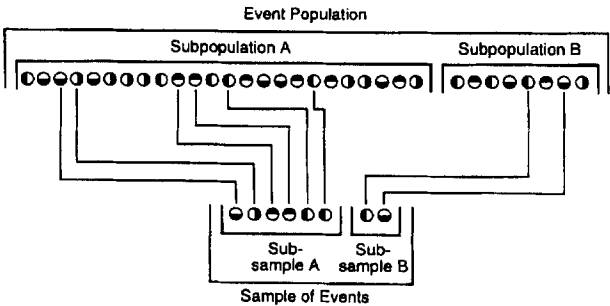 Event Population
Subpopulation A
Subpopulation B
Sub-
sample A
Sub-
sample B
Sample of Events